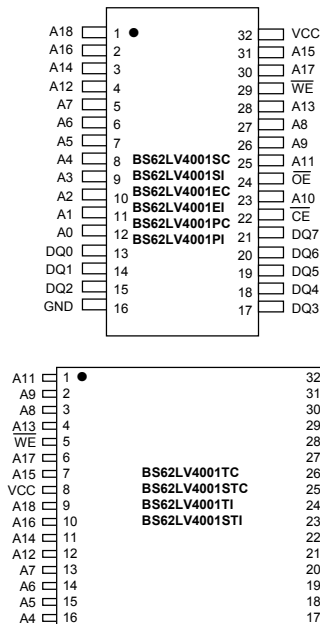 A18 1 32 VCC
A16 2 31 A15
A14 3 30 A17
A12 4 29 WE
A7 5 28 A13
A6 6 27 A8
A5 7 26 A9
A4 8 BS62LV4001SC 25 A11
A3 9 BS62LV4001SI 24 OE
A2 10 BS62LV4001EC 23 A10
A1 11 BS62LV4001EI 22 CE
A0 12 BS62LV4001PC 21 DQ7
BS62LV4001PI
DQ0 13 20 DQ6
DQ1 14 19 DQ5
DQ2 15 18 DQ4
GND 16 17 DQ3
A11 1 32
A9 2 31
A8 3 30
A13 4 29
WE 5 28
A17 6 27
A15 7 BS62LV4001TC 26
VCC 8 BS62LV4001STC 25
A18 9 BS62LV4001TI 24
A16 10 BS62LV4001STI 23
A14 11 22
A12 12 21
A7 13 20
A6 14 19
A5 15 18
A4 16 17